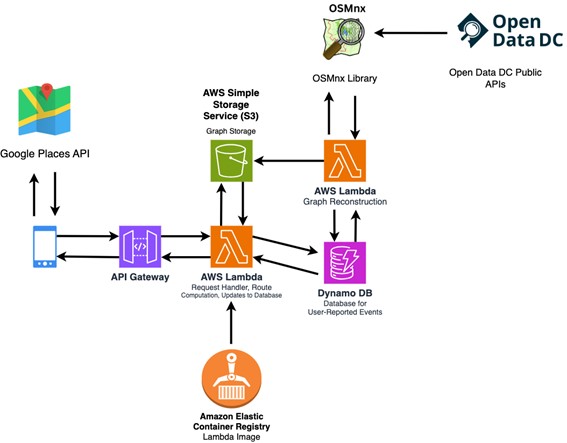 OSMnx
Open
Data DC
OSMnx Library
Open Data DC Public
APIs
AWS Simple
Storage
Service (S3)
Graph Storage
Google Places API
AWS Lambda
Graph Reconstruction
API Gateway
AWS Lambda
Request Handler, Route
Computation, Updates to Database
Dynamo DB
Database for
User-Reported Events
Amazon Elastic
Container Registry
Lambda Image